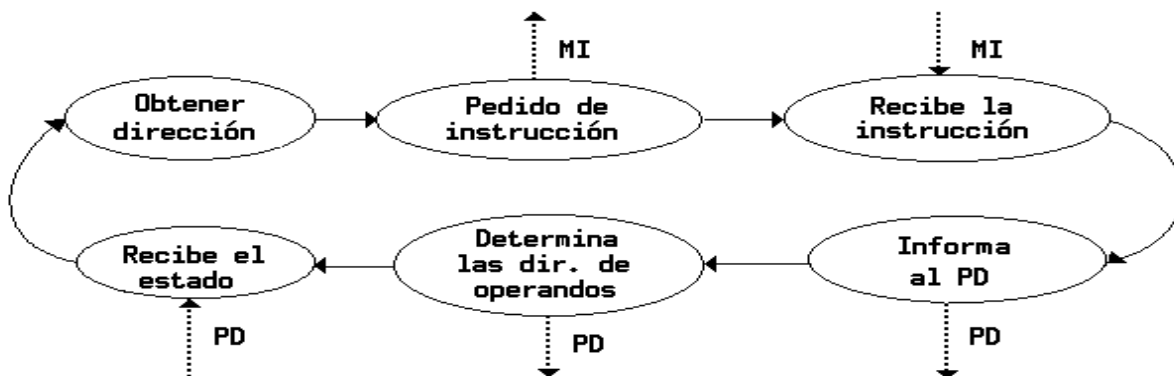 MI
MI
Obtener
dirección
Pedido de
instrucción
Recibe la
instrucción
Recibe el
estado
Determina
las dir. de
operandos
Informa
al PD
PD
PD
PD